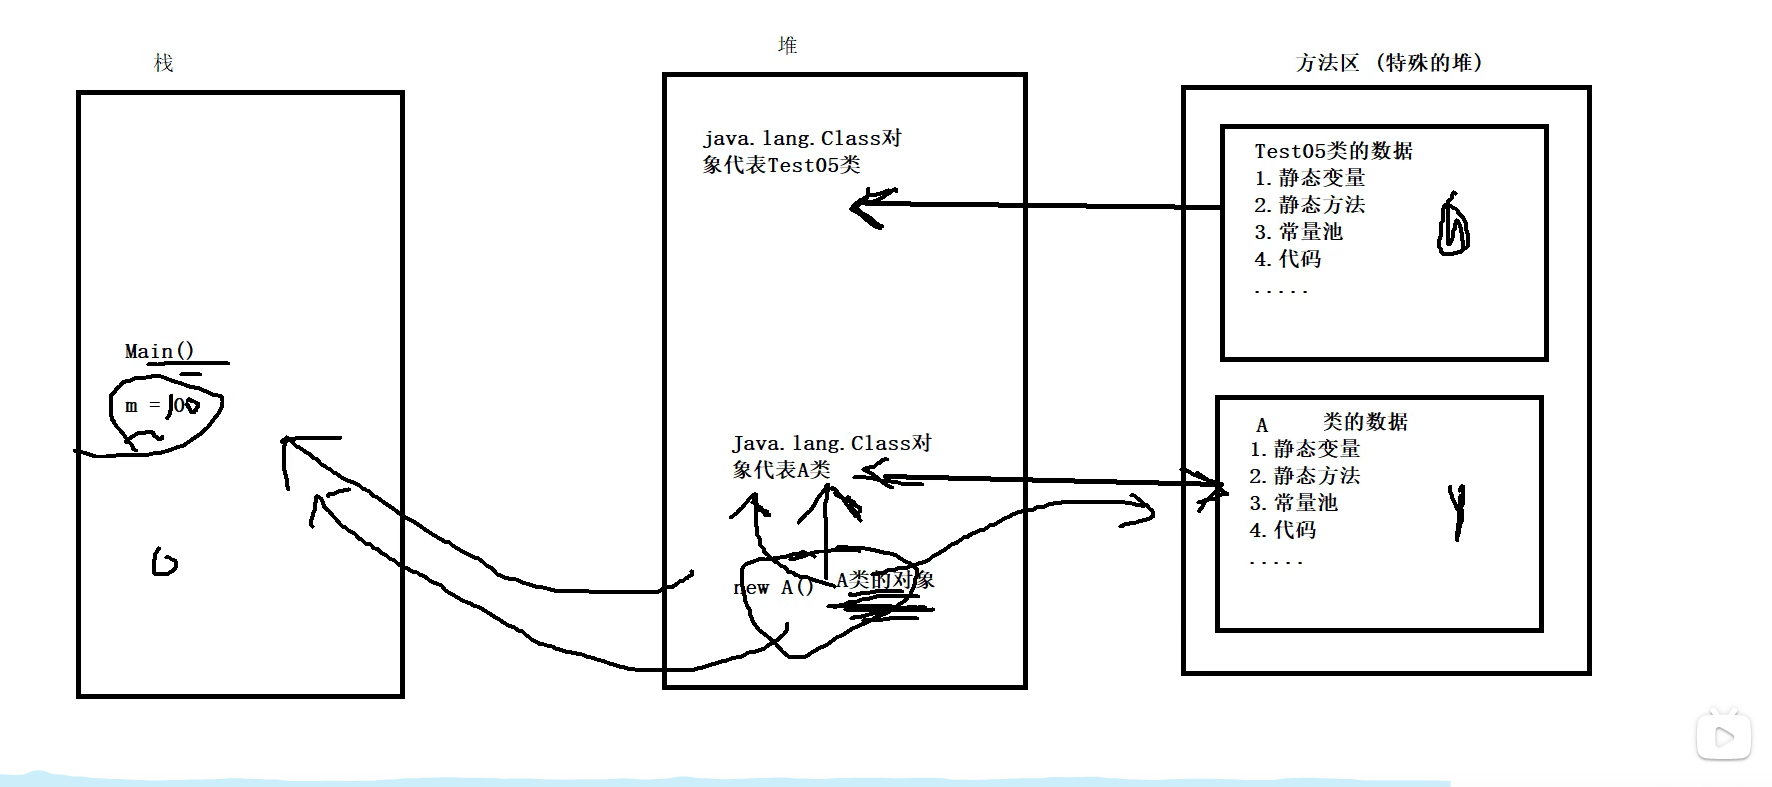 栈
Main()
m = 100
堆
java.lang.Class对
象代表Test05类
Java.lang.Class对
象代表A类
new A()
A类的对象
方法区 (特殊的堆)
Test05类的数据
1.静态变量
2.静态方法
3.常量池
4.代码
.....
A 类的数据
1.静态变量
2.静态方法
3.常量池
4.代码
.....